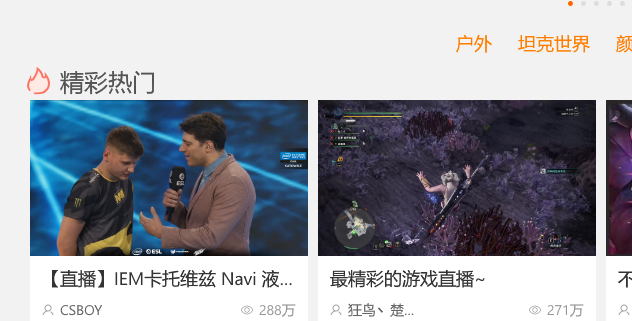 户外 坦克世界 颜
精彩热门
ESL
【直播】IEM卡托维兹 Navi 液...
最精彩的游戏直播~
不
CSBOY
288万
狂鸟丶楚...
271万